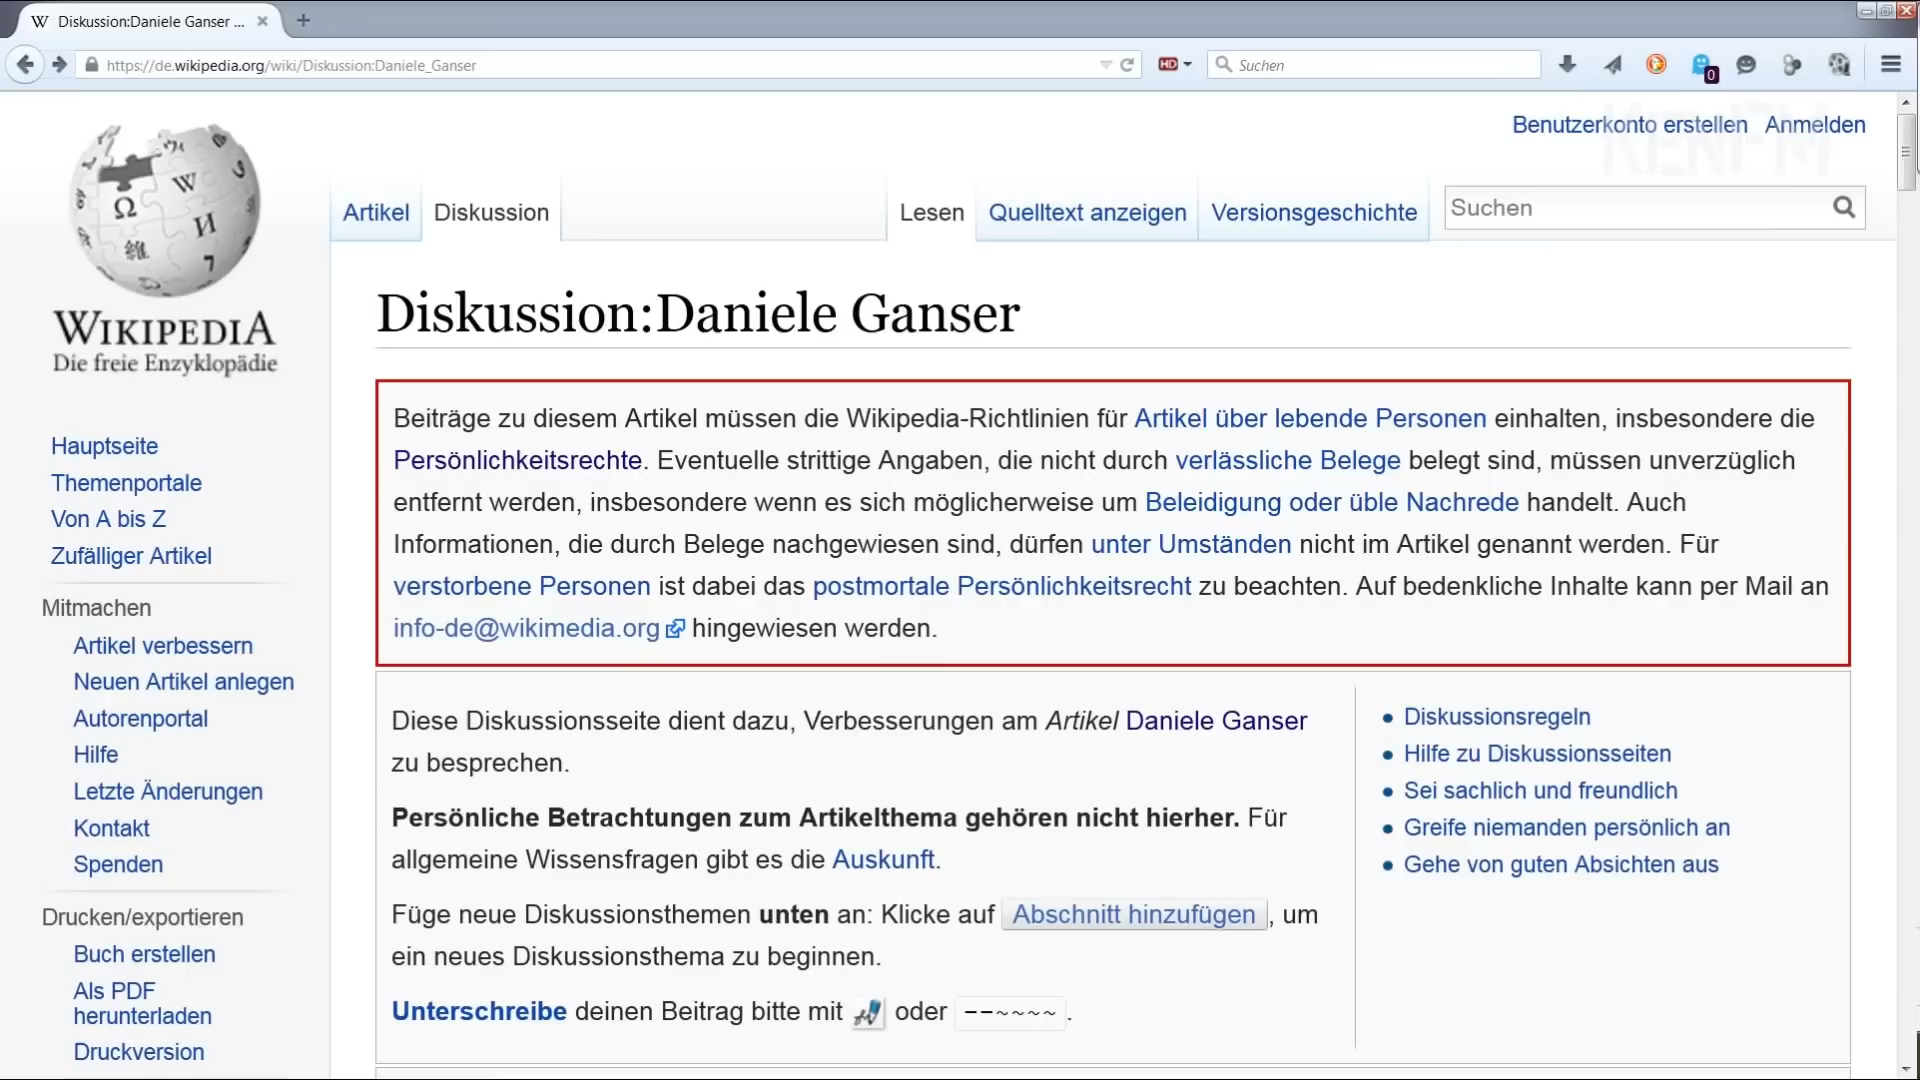 W Diskussion:Daniele Ganser ...
https://de.wikipedia.org/wiki/Diskussion:Daniele_Ganser
HD
Suchen
0
KENFM
Benutzerkonto erstellen Anmelden
Artikel Diskussion Lesen Quelltext anzeigen Versionsgeschichte Suchen
WIKIPEDIA
Die freie Enzyklopädie
Hauptseite
Themenportale
Von A bis Z
Zufälliger Artikel
Mitmachen
Artikel verbessern
Neuen Artikel anlegen
Autorenportal
Hilfe
Letzte Änderungen
Kontakt
Spenden
Drucken/exportieren
Buch erstellen
Als PDF
herunterladen
Druckversion
Diskussion:Daniele Ganser
Beiträge zu diesem Artikel müssen die Wikipedia-Richtlinien für Artikel über lebende Personen einhalten, insbesondere die
Persönlichkeitsrechte. Eventuelle strittige Angaben, die nicht durch verlässliche Belege belegt sind, müssen unverzüglich
entfernt werden, insbesondere wenn es sich möglicherweise um Beleidigung oder üble Nachrede handelt. Auch
Informationen, die durch Belege nachgewiesen sind, dürfen unter Umständen nicht im Artikel genannt werden. Für
verstorbene Personen ist dabei das postmortale Persönlichkeitsrecht zu beachten. Auf bedenkliche Inhalte kann per Mail an
info-de@wikimedia.org hingewiesen werden.
Diese Diskussionsseite dient dazu, Verbesserungen am Artikel Daniele Ganser
zu besprechen.
Persönliche Betrachtungen zum Artikelthema gehören nicht hierher. Für
allgemeine Wissensfragen gibt es die Auskunft.
Füge neue Diskussionsthemen unten an: Klicke auf Abschnitt hinzufügen, um
ein neues Diskussionsthema zu beginnen.
Unterschreibe deinen Beitrag bitte mit oder --~~~~.
Diskussionsregeln
Hilfe zu Diskussionsseiten
Sei sachlich und freundlich
Greife niemanden persönlich an
Gehe von guten Absichten aus